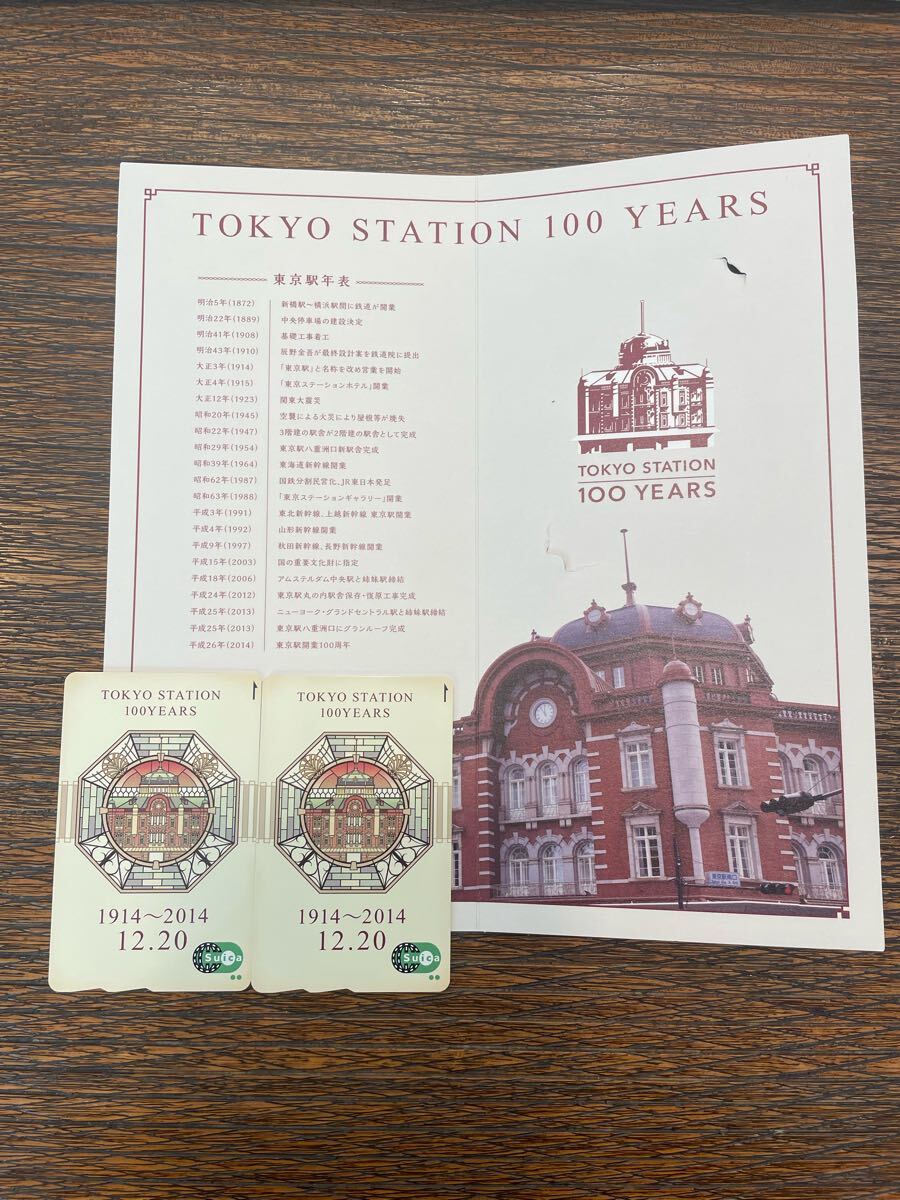 TOKYO STATION 100 YEARS
東京駅年表
明治5年(1872) 新橋駅〜横浜駅間に鉄道が開業
明治22年(1889) 中央停車場の建設決定
明治41年(1908) 基礎工事着工
明治43年(1910) 辰野金吾が最終設計案を鉄道院に提出
大正3年(1914) 「東京駅」と名称を改め営業を開始
大正4年(1915) 「東京ステーションホテル」開業
大正12年(1923) 関東大震災
昭和20年(1945) 空襲による火災により屋根等が焼失
昭和22年(1947) 3階建の駅舎が2階建の駅舎として完成
昭和29年(1954) 東京駅八重洲口新駅舎完成
昭和39年(1964) 東海道新幹線開業
昭和62年(1987) 国鉄分割民営化、JR東日本発足
昭和63年(1988) 「東京ステーションギャラリー」開業
平成3年(1991) 東北新幹線、上越新幹線 東京駅開業
平成4年(1992) 山形新幹線開業
平成9年(1997) 秋田新幹線、長野新幹線開業
平成15年(2003) 国の重要文化財に指定
平成18年(2006) アムステルダム中央駅と姉妹駅締結
平成24年(2012) 東京駅丸の内駅舎保存・復原工事完成
平成25年(2013) ニューヨーク・グランドセントラル駅と姉妹駅締結
平成25年(2013) 東京駅八重洲口にグランルーフ完成
平成26年(2014) 東京駅開業100周年
TOKYO STATION
100 YEARS
東京駅南口
TOKYO STATION
100YEARS
1914〜2014
12.20
Suica
TOKYO STATION
100YEARS
1914〜2014
12.20
Suica